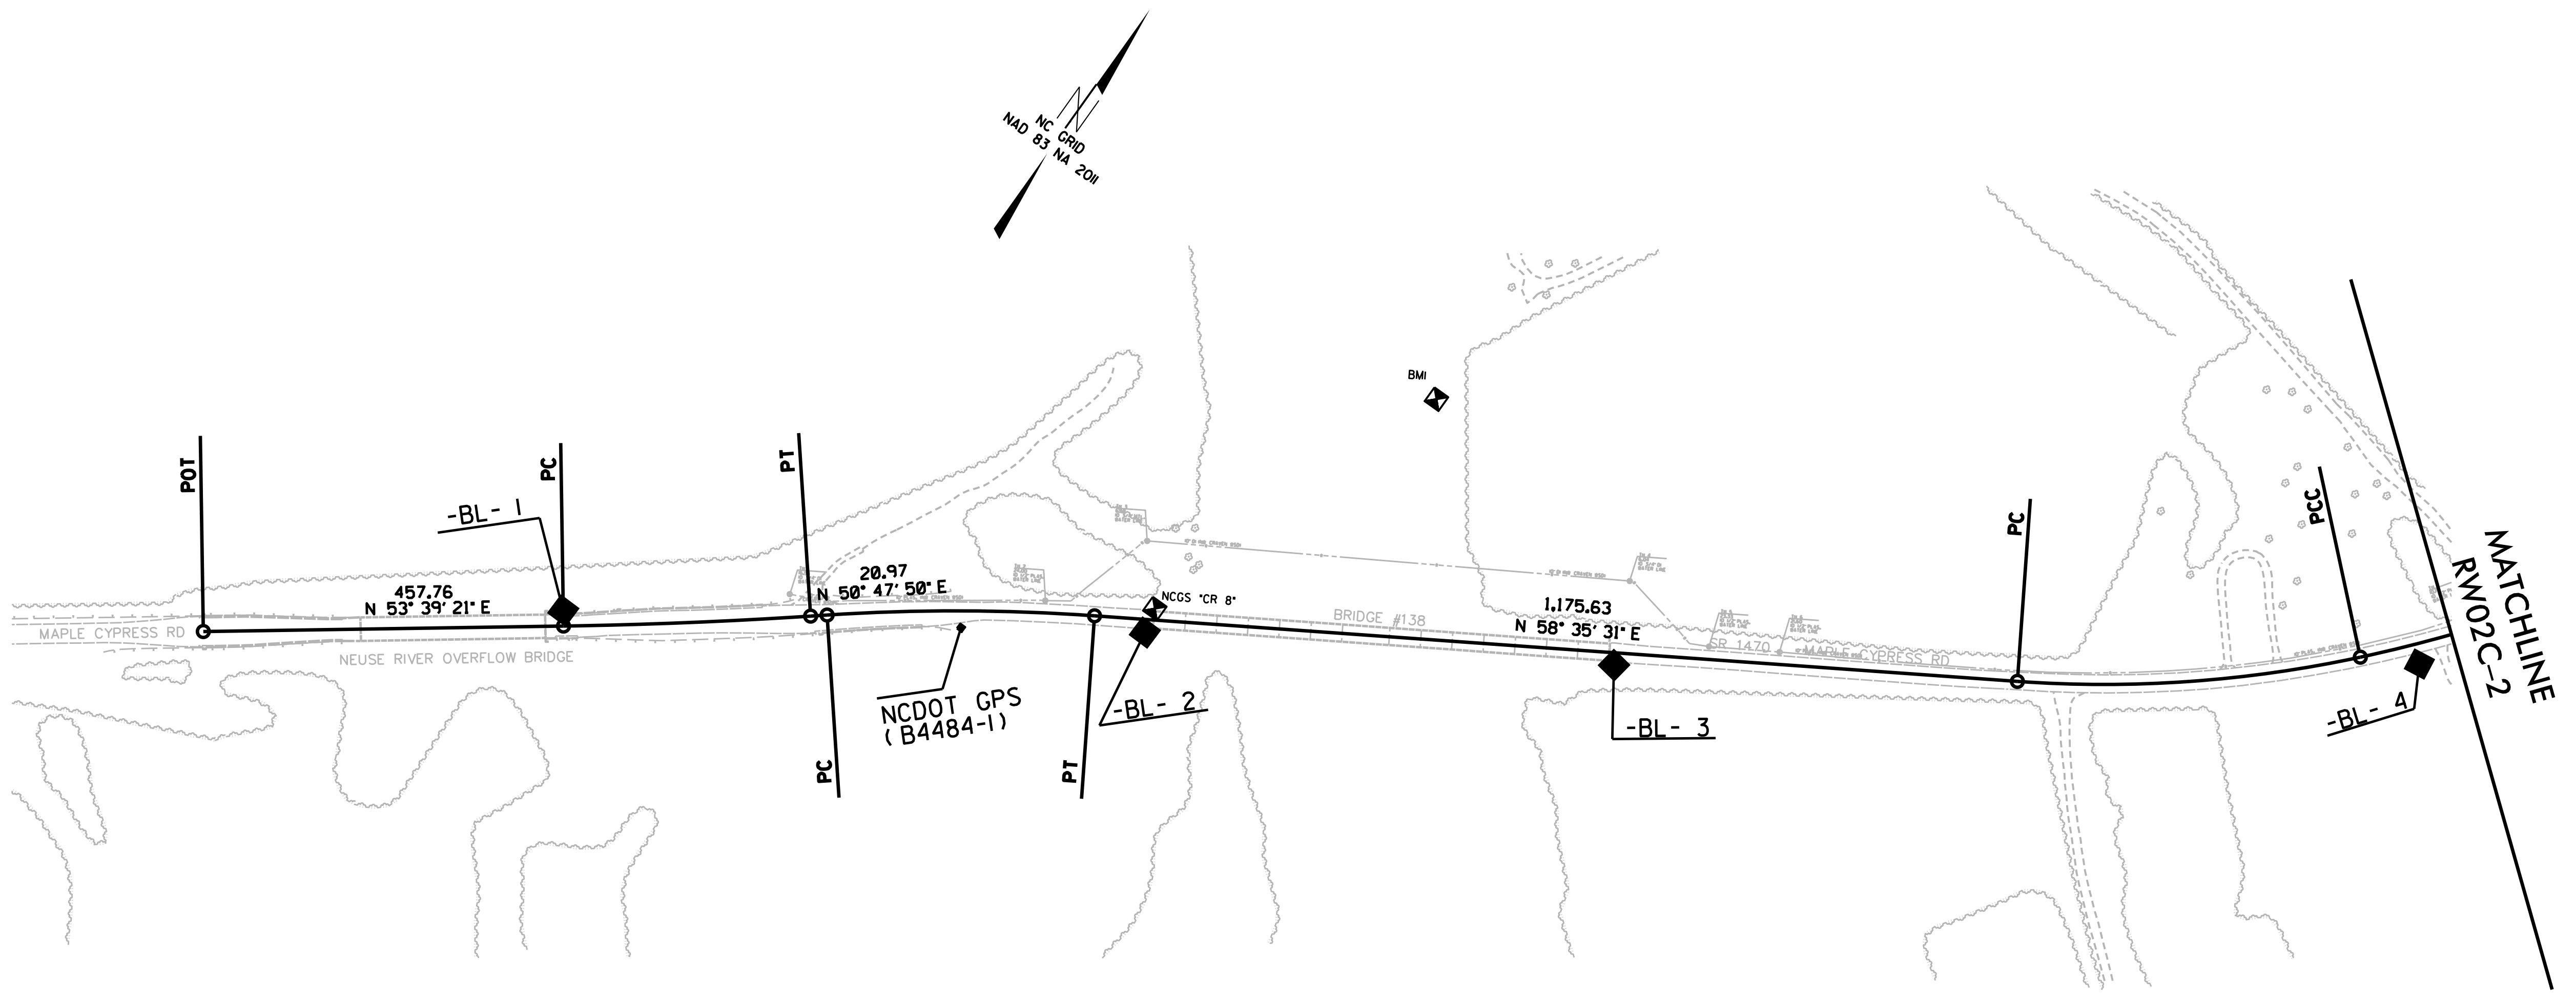 NC GRID
NAD 83 NA 2011
BM1
POT
PC
PT
-BL- 1
457.76
N 53° 39' 21" E
20.97
N 50° 47' 50" E
NCGS "CR 8"
BRIDGE #138
1,175.63
N 58° 35' 31" E
SR 1470
MAPLE CYPRESS RD
MAPLE CYPRESS RD
NEUSE RIVER OVERFLOW BRIDGE
PC
NCDOT GPS
(B4484-1)
PT
-BL- 2
-BL- 3
PC
PCC
-BL- 4
MATCHLINE
RW02C-2